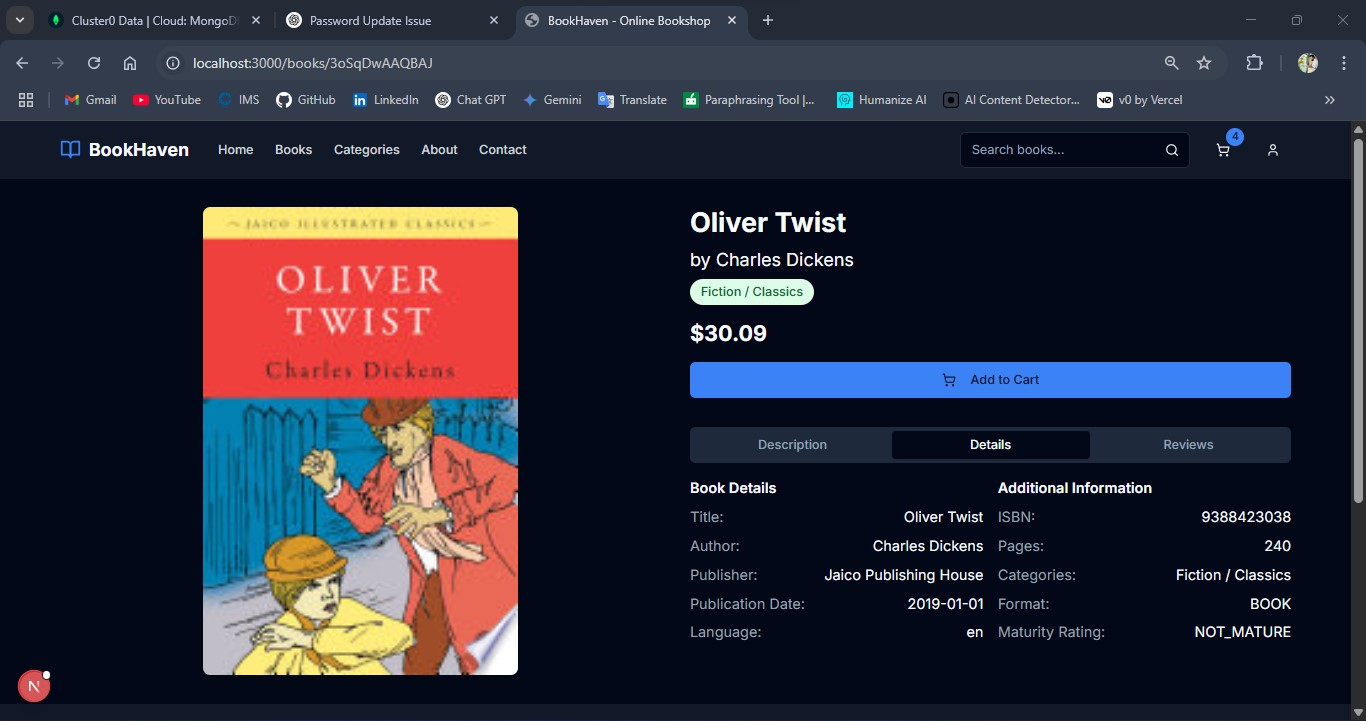 Cluster0 Data | Cloud: MongoD
Password Update Issue
BookHaven - Online Bookshop
localhost:3000/books/3oSqDwAAQBAJ
Gmail
YouTube
IMS
GitHub
LinkedIn
Chat GPT
Gemini
Translate
Paraphrasing Tool |...
Humanize AI
AI Content Detector...
v0 by Vercel
BookHaven
Home
Books
Categories
About
Contact
Search books...
4
~ JAICO ILLUSTRATED CLASSICS ~
OLIVER
TWIST
Charles Dickens
Oliver Twist
by Charles Dickens
Fiction / Classics
$30.09
Add to Cart
Description
Details
Reviews
Book Details
Title: Oliver Twist
Author: Charles Dickens
Publisher: Jaico Publishing House
Publication Date: 2019-01-01
Language: en
Additional Information
ISBN: 9388423038
Pages: 240
Categories: Fiction / Classics
Format: BOOK
Maturity Rating: NOT_MATURE
N